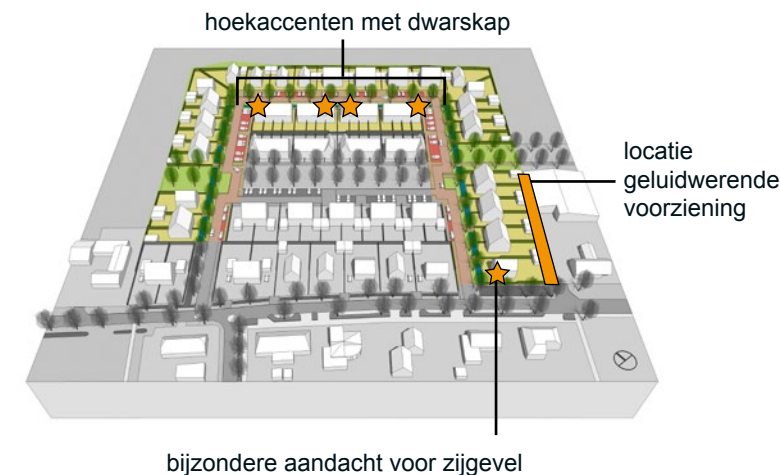 hoekaccenten met dwarskap
locatie
geluidwerende
voorziening
bijzondere aandacht voor zijgevel